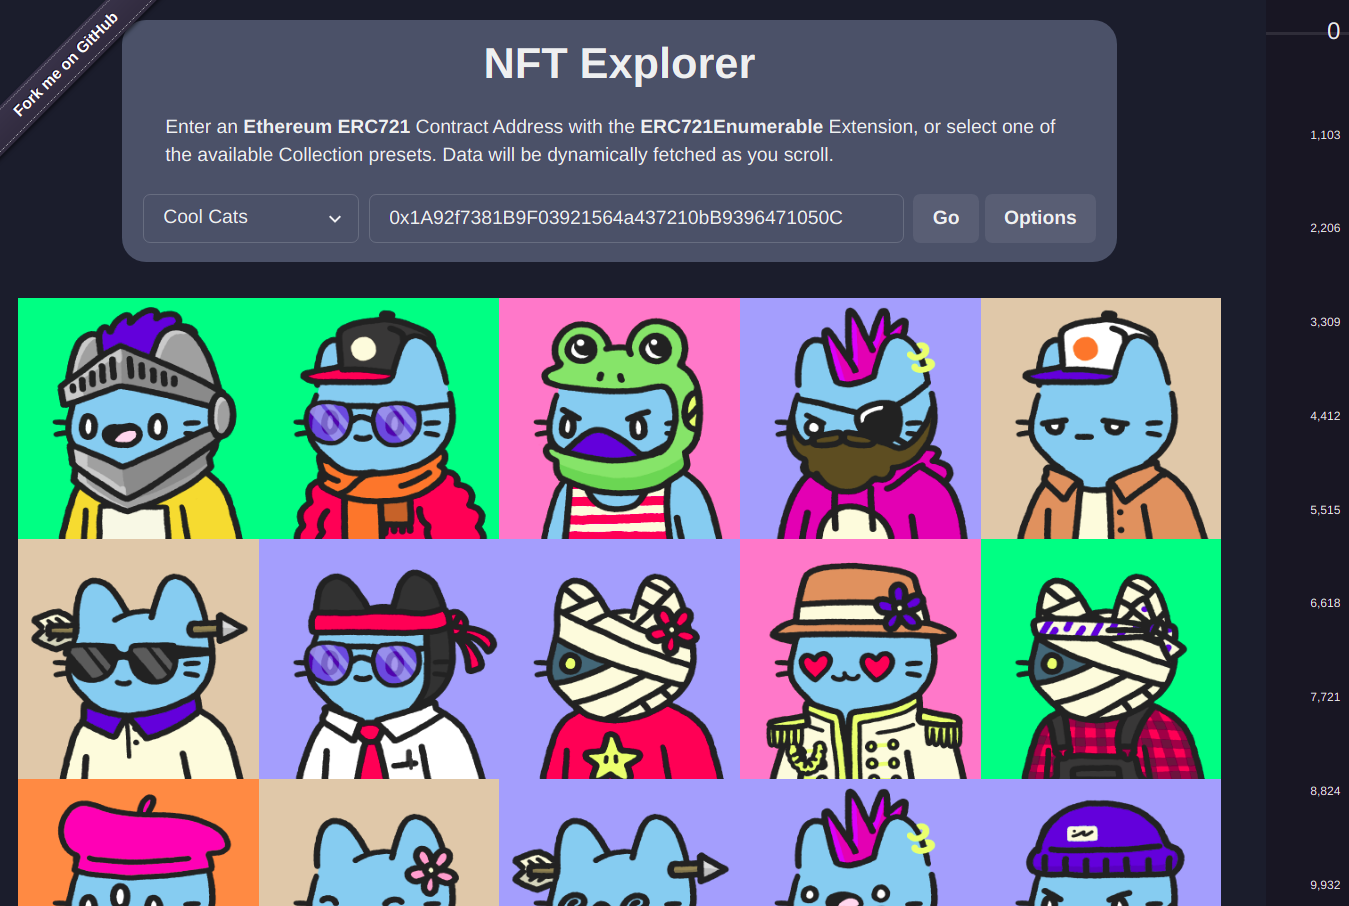 Fork me on GitHub
NFT Explorer
Enter an Ethereum ERC721 Contract Address with the ERC721Enumerable Extension, or select one of
the available Collection presets. Data will be dynamically fetched as you scroll.
Cool Cats
0x1A92f7381B9F03921564a437210bB9396471050C
Go
Options
0
1,103
2,206
3,309
4,412
5,515
6,618
7,721
8,824
9,932